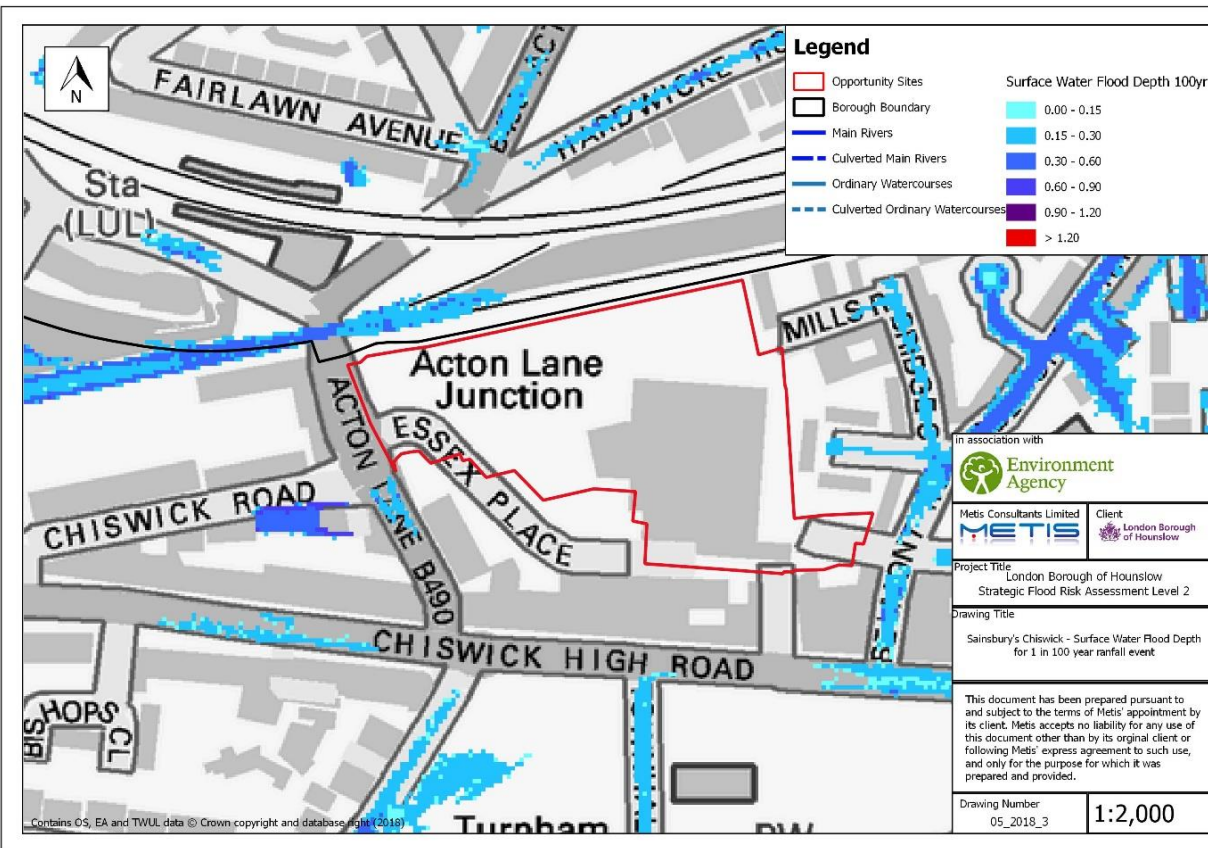 N
FAIRLAWN AVENUE
HARDWICKE RO
Sta
(LUL)
Acton Lane
Junction
MILLS
ESSEX PLACE
ACTON LANE B490
CHISWICK ROAD
CHISWICK HIGH ROAD
BISHOPS CL
Turnham
Contains OS, EA and TWUL data © Crown copyright and database right (2018)
Legend
Opportunity Sites
Borough Boundary
Main Rivers
Culverted Main Rivers
Ordinary Watercourses
Culverted Ordinary Watercourses
Surface Water Flood Depth 100yr
0.00 - 0.15
0.15 - 0.30
0.30 - 0.60
0.60 - 0.90
0.90 - 1.20
> 1.20
in association with
Environment
Agency
Metis Consultants Limited
METIS
Client
London Borough
of Hounslow
Project Title
London Borough of Hounslow
Strategic Flood Risk Assessment Level 2
Drawing Title
Sainsbury's Chiswick - Surface Water Flood Depth
for 1 in 100 year ranfall event
This document has been prepared pursuant to
and subject to the terms of Metis' appointment by
its client. Metis accepts no liability for any use of
this document other than by its orginal client or
following Metis' express agreement to such use,
and only for the purpose for which it was
prepared and provided.
Drawing Number
05_2018_3
1:2,000